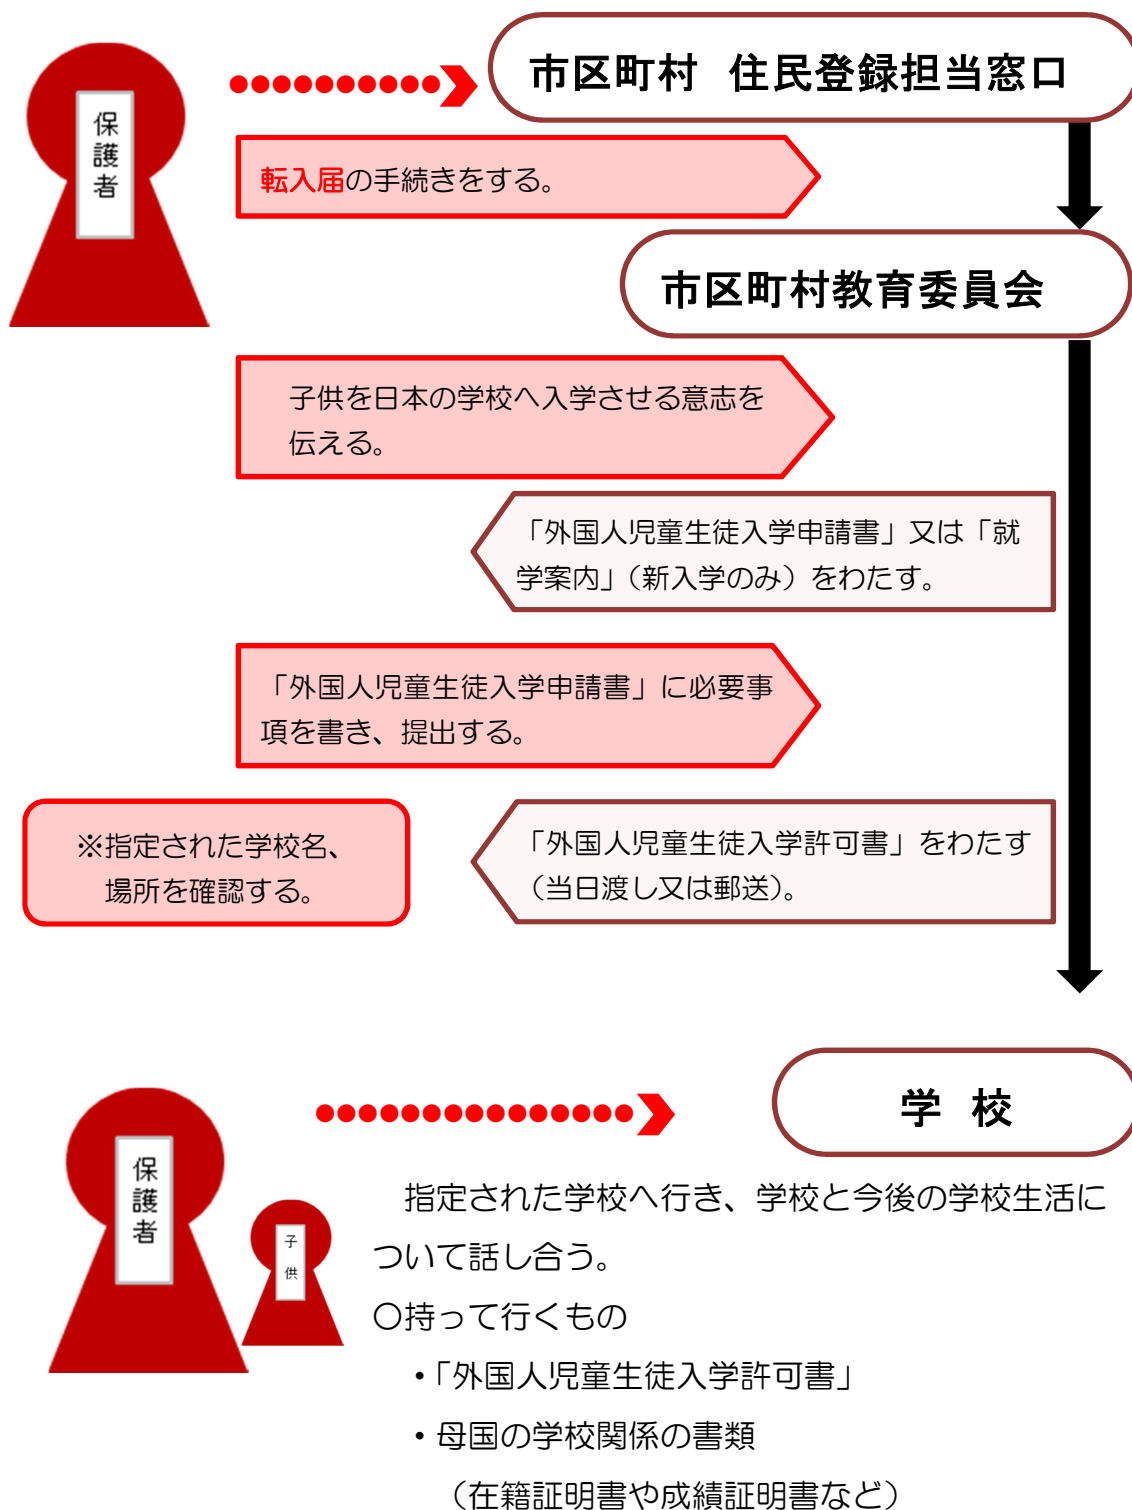 市区町村 住民登録担当窓口
保護者
転入届の手続きをする。
市区町村教育委員会
子供を日本の学校へ入学させる意志を
伝える。
「外国人児童生徒入学申請書」又は「就
学案内」（新入学のみ）をわたす。
「外国人児童生徒入学申請書」に必要事
項を書き、提出する。
※指定された学校名、
場所を確認する。
「外国人児童生徒入学許可書」をわたす
（当日渡し又は郵送）。
学 校
保護者
子供
指定された学校へ行き、学校と今後の学校生活に
ついて話し合う。
〇持って行くもの
・「外国人児童生徒入学許可書」
・母国の学校関係の書類
（在籍証明書や成績証明書など）